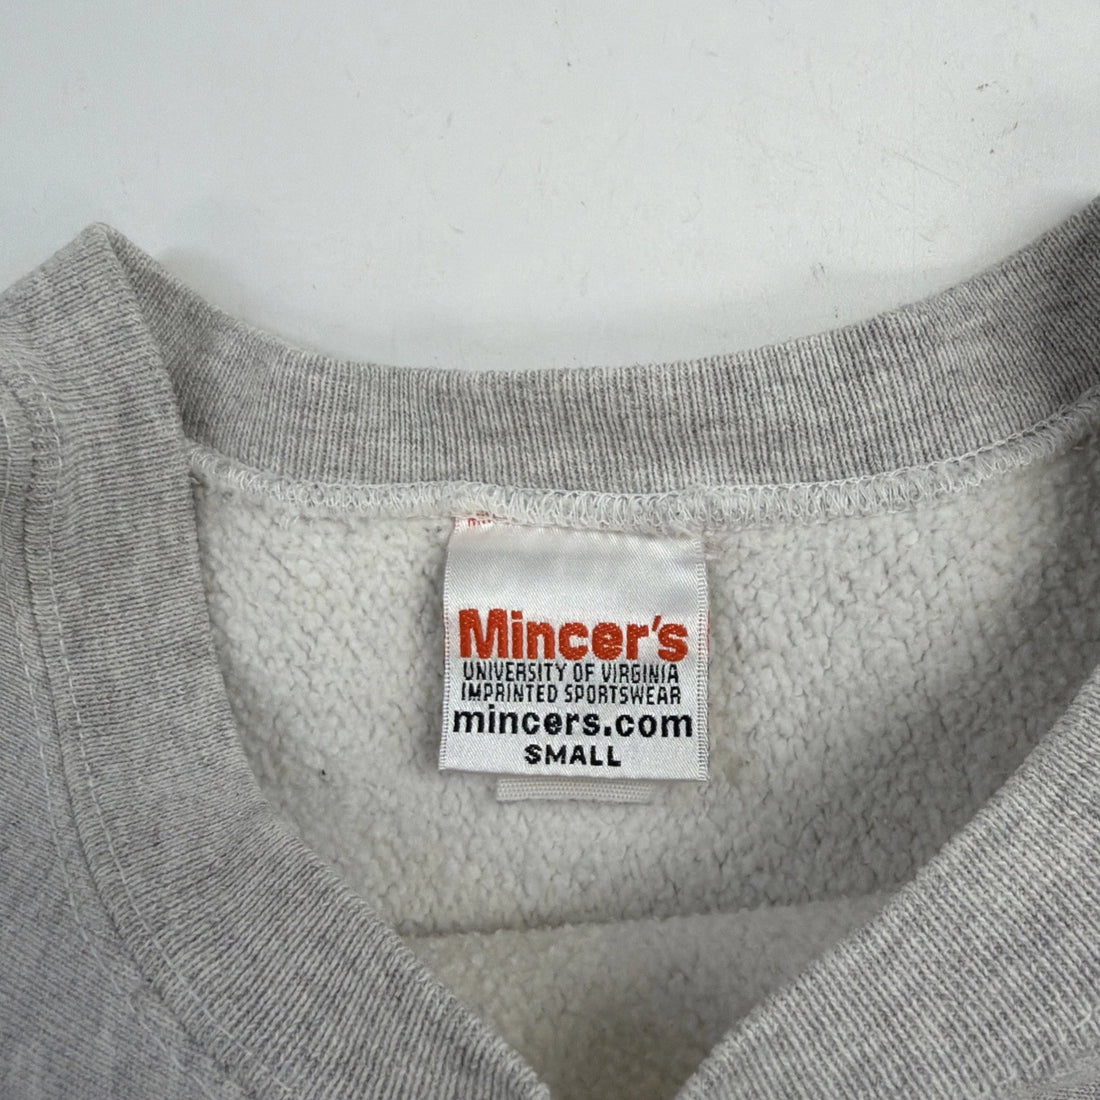 Mincer's
UNIVERSITY OF VIRGINIA
IMPRINTED SPORTSWEAR
mincers.com
SMALL